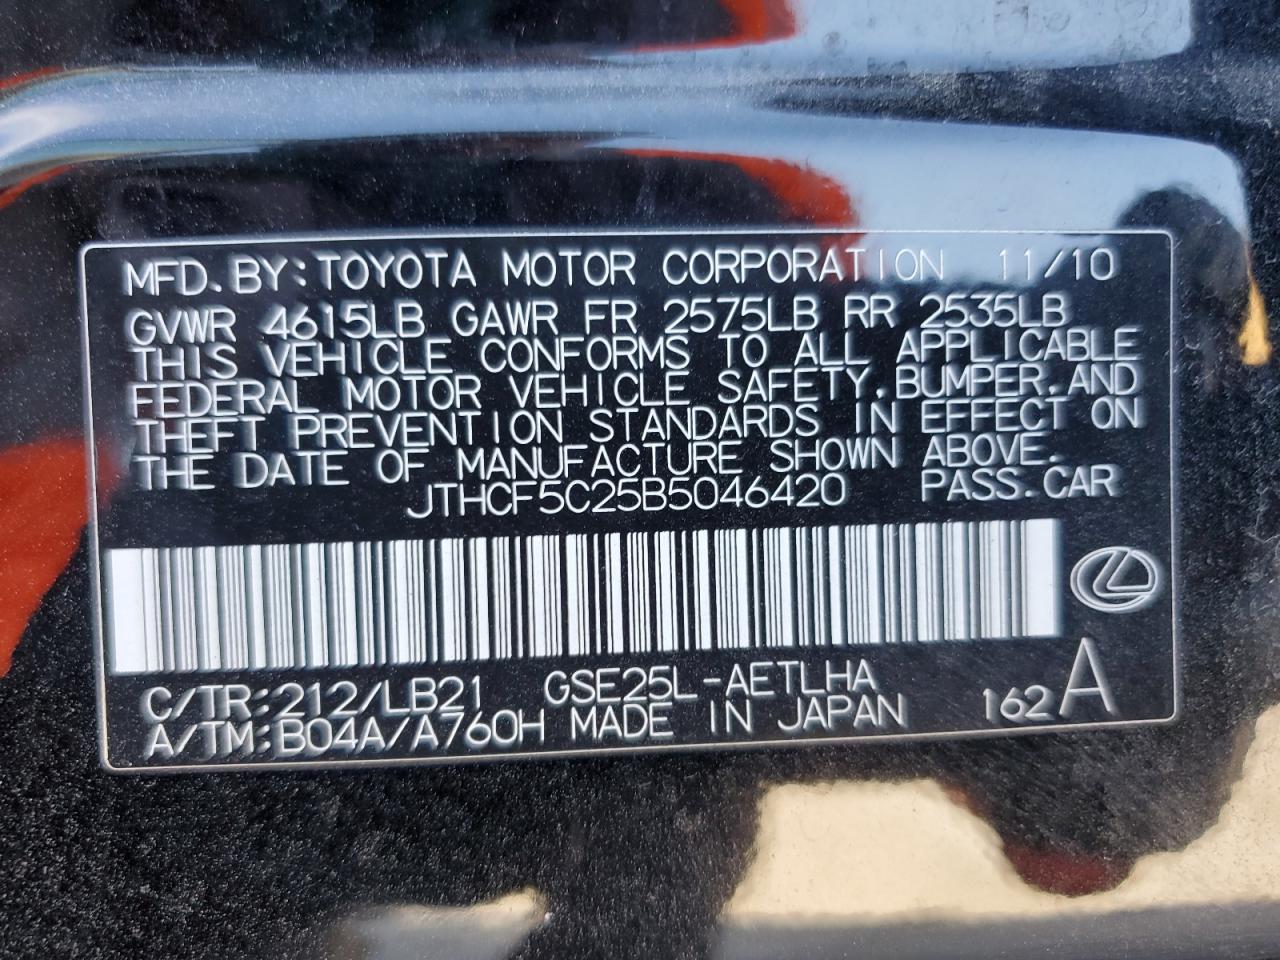 MFD. BY: TOYOTA MOTOR CORPORATION 11/10
GVWR 4615LB GAWR FR 2575LB RR 2535LB
THIS VEHICLE CONFORMS TO ALL APPLICABLE
FEDERAL MOTOR VEHICLE SAFETY, BUMPER, AND
THEFT PREVENTION STANDARDS IN EFFECT ON
THE DATE OF MANUFACTURE SHOWN ABOVE.
JTHCF5C25B5046420 PASS. CAR
C/TR: 212/LB21 GSE25L-AETLHA
A/TM: B04A/A760H MADE IN JAPAN 162 A